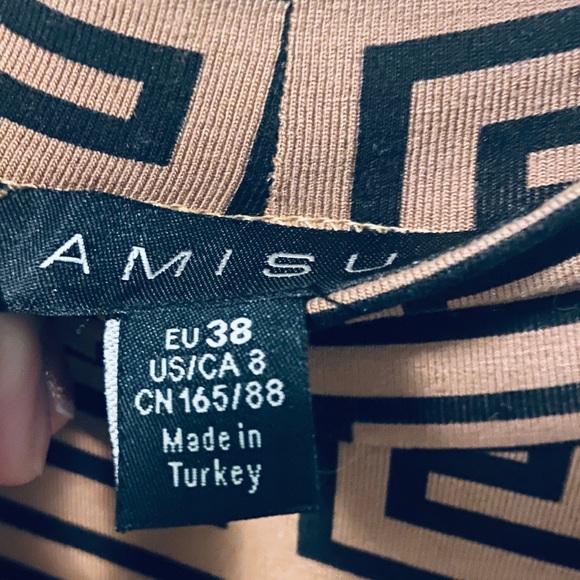 AMISU
EU 38
US/CA 8
CN 165/88
Made in
Turkey